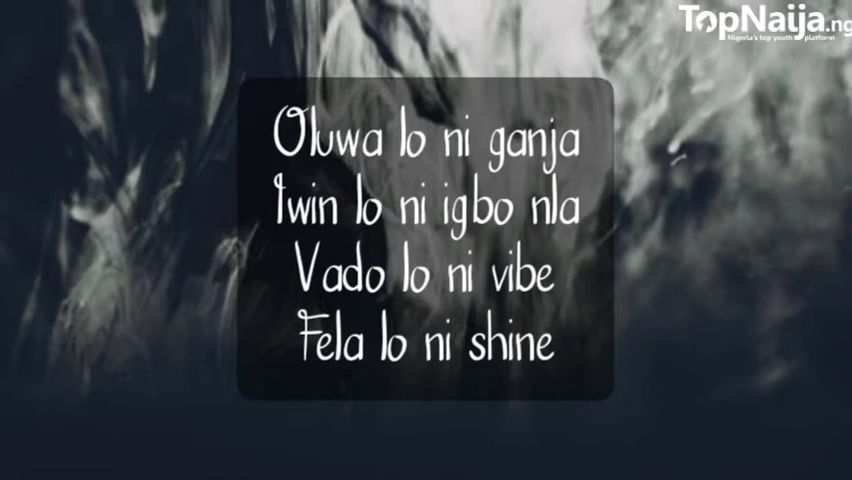 TopNaija.ng
Nigeria's top youth platform
Oluwa lo ni ganja
Iwin lo ni igbo nla
Vado lo ni vibe
Fela lo ni shine